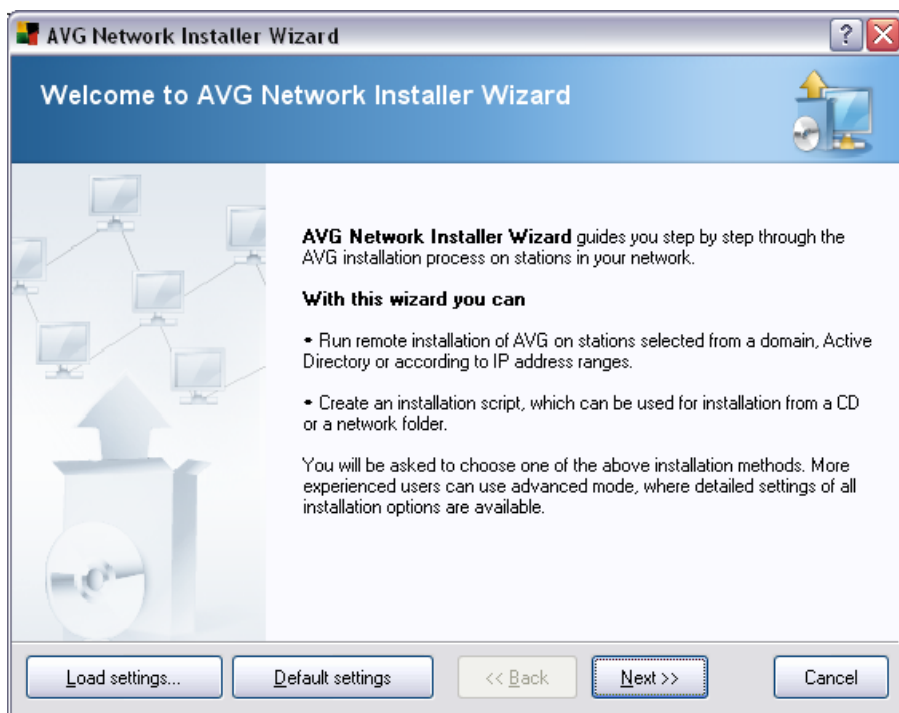 AVG Network Installer Wizard
?
Welcome to AVG Network Installer Wizard
AVG Network Installer Wizard guides you step by step through the
AVG installation process on stations in your network.
With this wizard you can
• Run remote installation of AVG on stations selected from a domain, Active
Directory or according to IP address ranges.
• Create an installation script, which can be used for installation from a CD
or a network folder.
You will be asked to choose one of the above installation methods. More
experienced users can use advanced mode, where detailed settings of all
installation options are available.
Load settings...
Default settings
<< Back
Next >>
Cancel